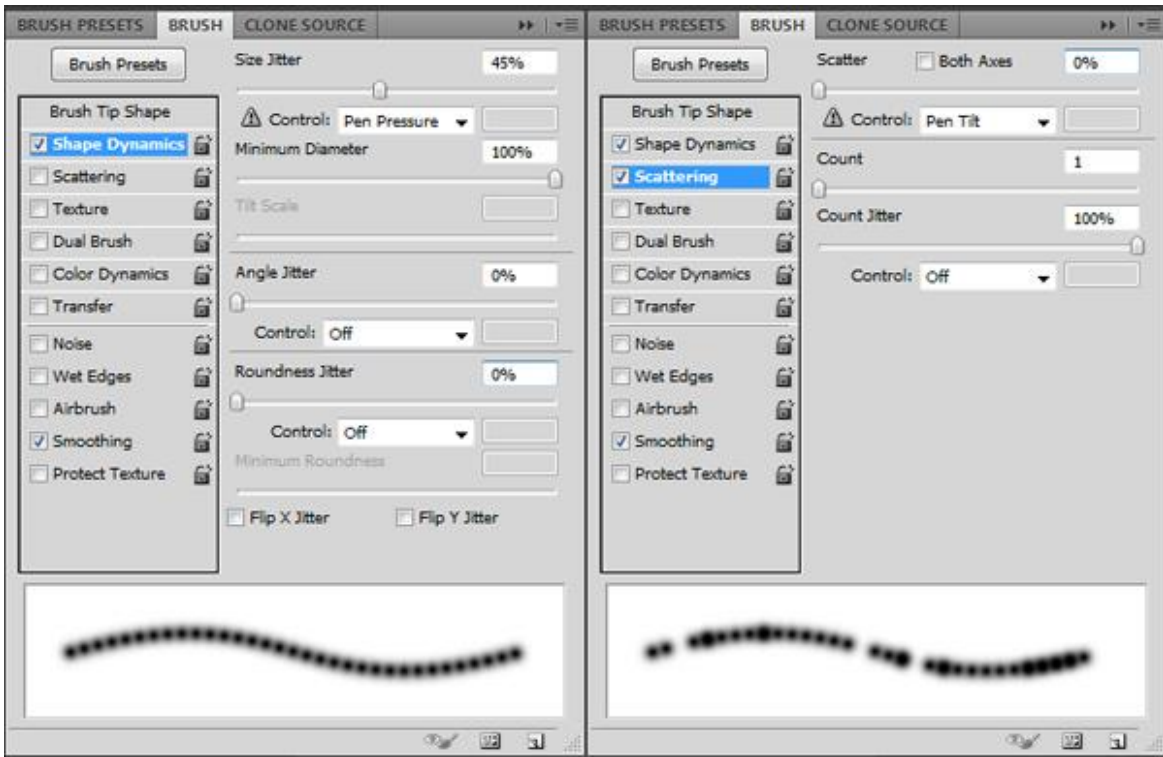 BRUSH PRESETS BRUSH CLONE SOURCE
Brush Presets
Size Jitter 45%
Brush Tip Shape
Control: Pen Pressure
Shape Dynamics
Minimum Diameter 100%
Scattering
Texture
Tilt Scale
Dual Brush
Color Dynamics
Angle Jitter 0%
Transfer
Control: Off
Noise
Wet Edges
Roundness Jitter 0%
Airbrush
Control: Off
Smoothing
Minimum Roundness
Protect Texture
Flip X Jitter Flip Y Jitter
BRUSH PRESETS BRUSH CLONE SOURCE
Brush Presets
Scatter Both Axes 0%
Brush Tip Shape
Control: Pen Tilt
Shape Dynamics
Count 1
Scattering
Texture
Count Jitter 100%
Dual Brush
Color Dynamics
Control: Off
Transfer
Noise
Wet Edges
Airbrush
Smoothing
Protect Texture